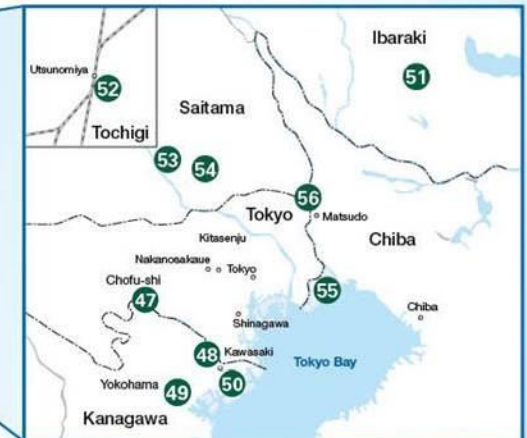 Ibaraki
51
Utsunomiya
52
Tochigi
Saitama
53
54
56
Tokyo
Matsudo
Kitasenju
Chiba
Nakanosakaue
Tokyo
Chofu-shi
47
55
Shinagawa
Chiba
48
Kawasaki
Tokyo Bay
Yokohama
49
50
Kanagawa